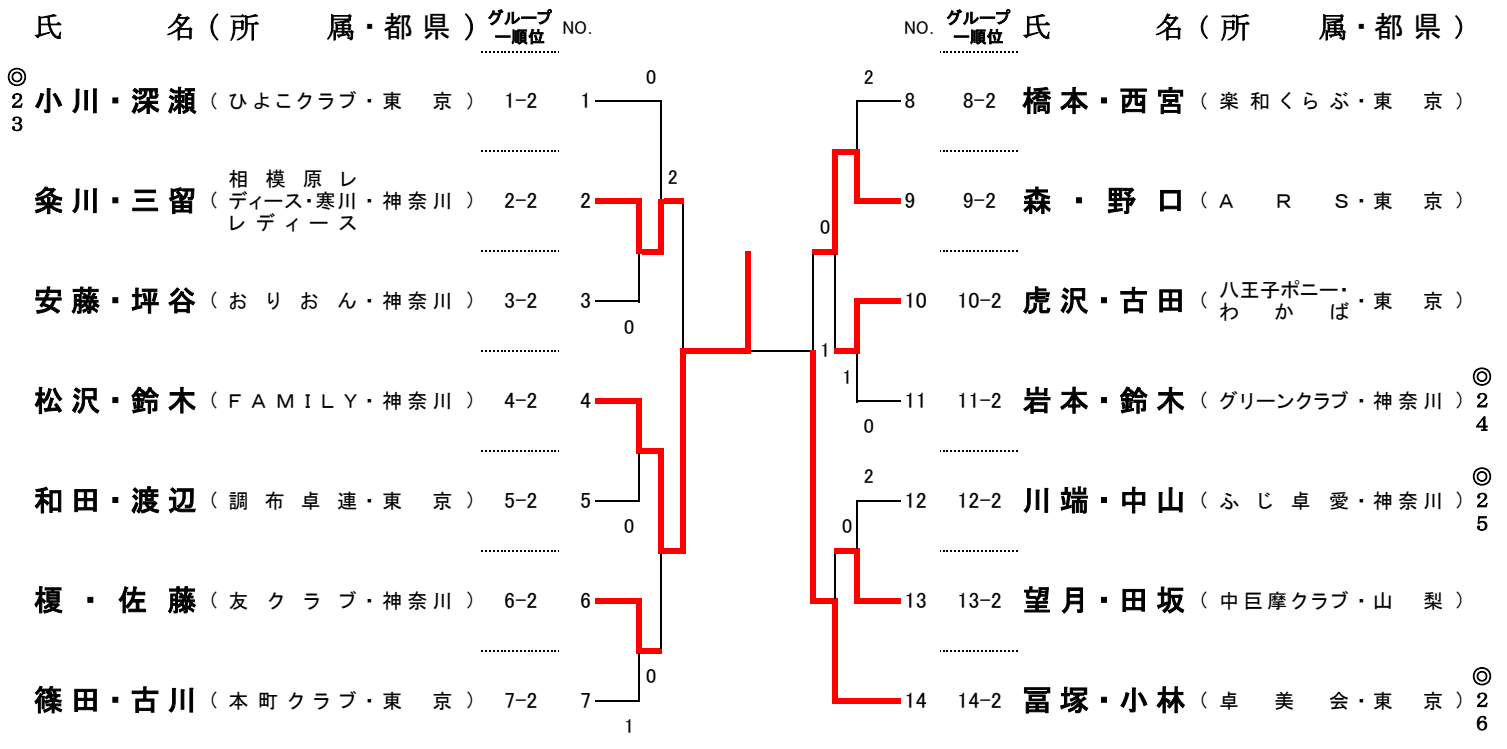 氏 名(所 属・都県) グループ一順位 NO.
◎23 小川・深瀬 (ひよこクラブ・東 京) 1-2 1
粂川・三留 (相模原レディース・寒川レディース・神奈川) 2-2 2
安藤・坪谷 (おりおん・神奈川) 3-2 3
松沢・鈴木 (FAMILY・神奈川) 4-2 4
和田・渡辺 (調布卓連・東 京) 5-2 5
榎・佐藤 (友クラブ・神奈川) 6-2 6
篠田・古川 (本町クラブ・東 京) 7-2 7
0
2
0
0
0
1
NO. グループ一順位 氏 名(所 属・都県)
8 8-2 橋本・西宮 (楽和くらぶ・東 京)
9 9-2 森・野口 (ARS・東 京)
10 10-2 虎沢・古田 (八王子ポニー・わかば・東 京)
11 11-2 岩本・鈴木 (グリーンクラブ・神奈川) ◎24
12 12-2 川端・中山 (ふじ卓愛・神奈川) ◎25
13 13-2 望月・田坂 (中巨摩クラブ・山 梨)
14 14-2 冨塚・小林 (卓美会・東 京) ◎26
2
0
1
1
0
2
0